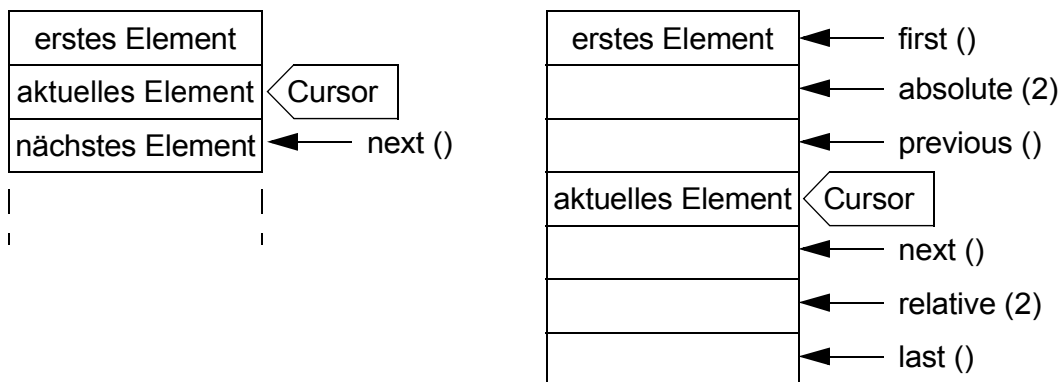 erstes Element
aktuelles Element Cursor
nächstes Element next ()
erstes Element first ()
absolute (2)
previous ()
aktuelles Element Cursor
next ()
relative (2)
last ()